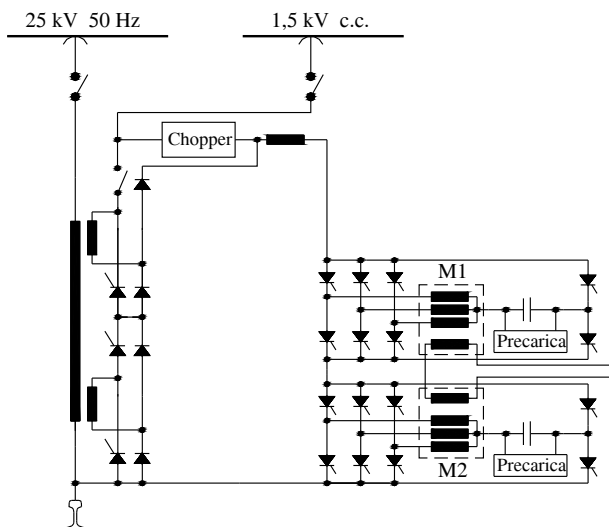 25 kV 50 Hz
1,5 kV c.c.
Chopper
M1
Precarica
Precarica
M2